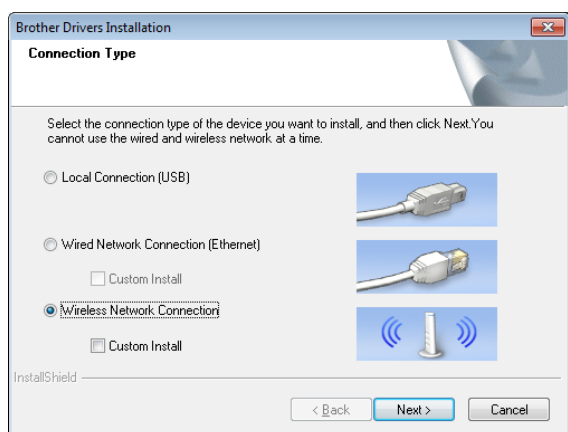 Brother Drivers Installation
Connection Type
Select the connection type of the device you want to install, and then click Next.You
cannot use the wired and wireless network at a time.
Local Connection (USB)
Wired Network Connection (Ethernet)
Custom Install
Wireless Network Connection
Custom Install
InstallShield
< Back Next > Cancel